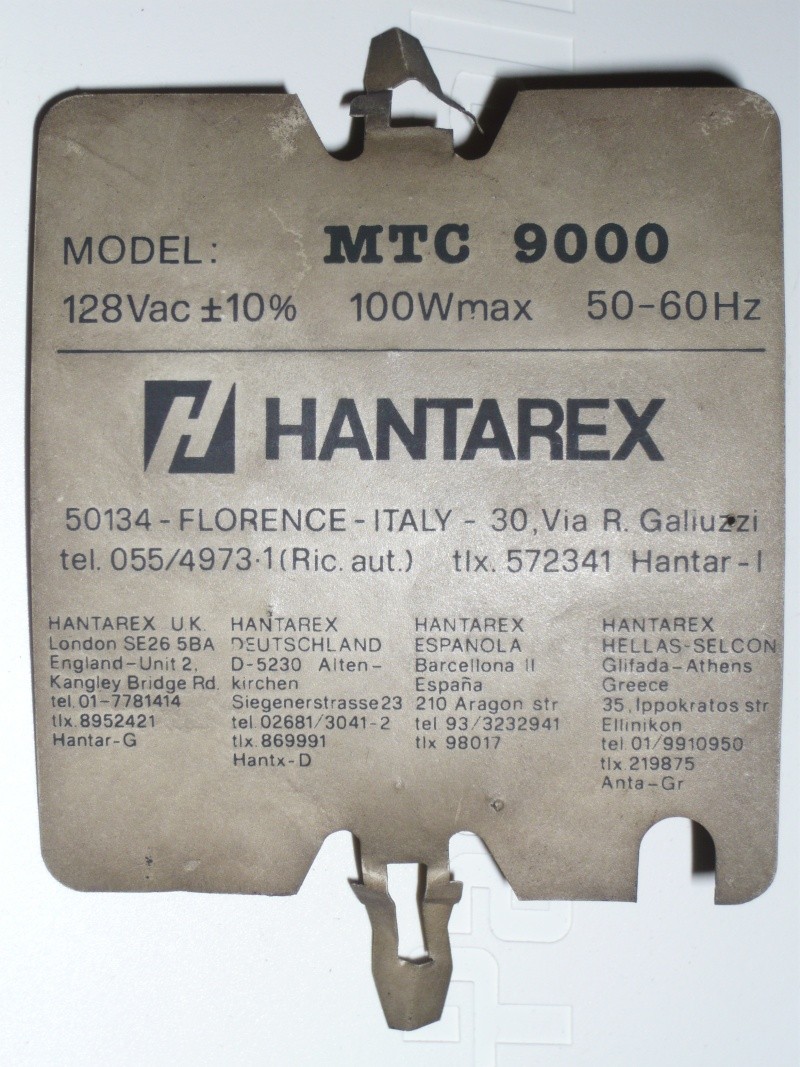 MODEL: MTC 9000
128Vac ±10% 100Wmax 50-60Hz
HANTAREX
50134 - FLORENCE - ITALY - 30, Via R. Galiuzzi
tel. 055/4973·1 (Ric. aut.) tlx. 572341 Hantar-I
HANTAREX U.K.
London SE26 5BA
England-Unit 2,
Kangley Bridge Rd.
tel. 01-7781414
tlx. 8952421
Hantar-G
HANTAREX
DEUTSCHLAND
D-5230 Alten-
kirchen
Siegenerstrasse 23
tel. 02681/3041-2
tlx. 869991
Hantx-D
HANTAREX
ESPANOLA
Barcellona II
España
210 Aragon str
tel 93/3232941
tlx 98017
HANTAREX
HELLAS-SELCON
Glifada-Athens
Greece
35, Ippokratos str
Ellinikon
tel 01/9910950
tlx. 219875
Anta-Gr